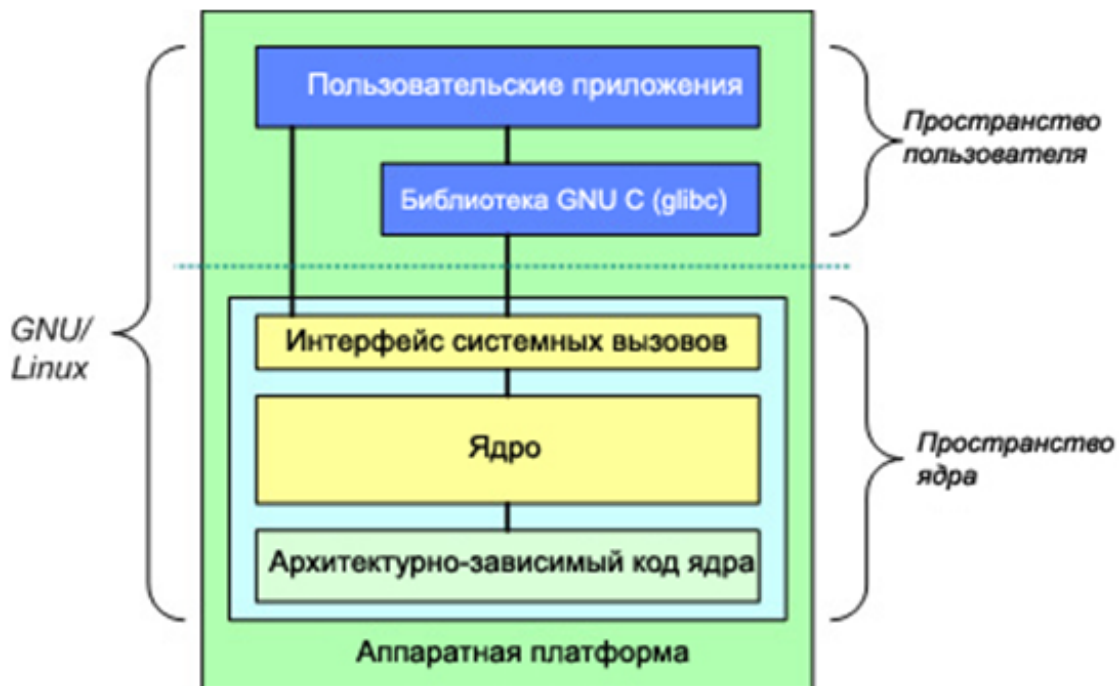 Пользовательские приложения
Пространство
пользователя
Библиотека GNU C (glibc)
GNU/
Linux
Интерфейс системных вызовов
Ядро
Пространство
ядра
Архитектурно-зависимый код ядра
Аппаратная платформа